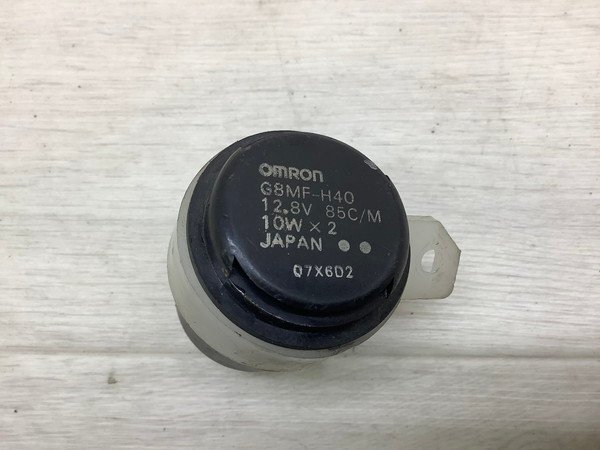 OMRON
G8MF-H40
12.8V 85C/M
10W × 2
JAPAN ● ●
Q7X6D2